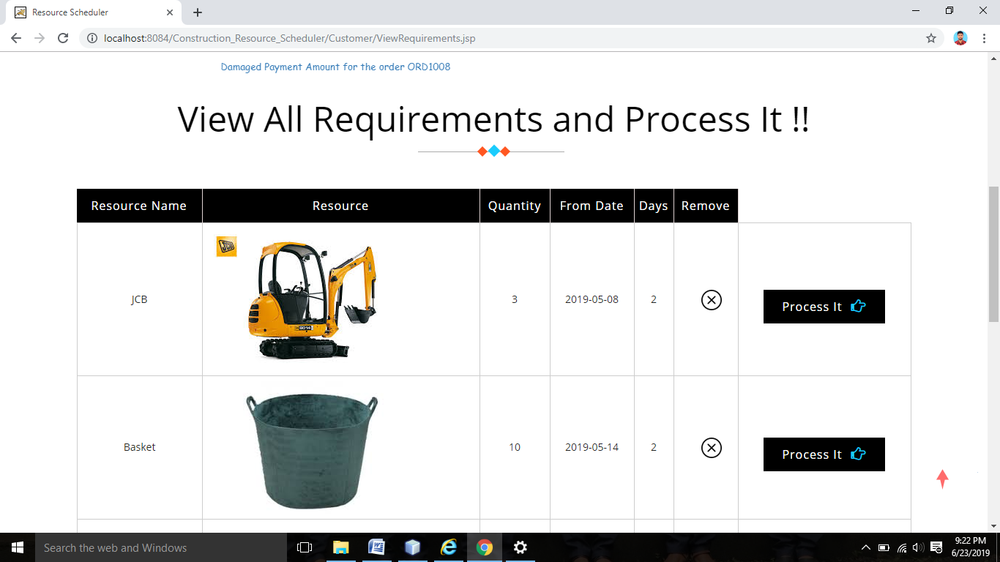 Resource Scheduler
localhost:8084/Construction_Resource_Scheduler/Customer/ViewRequirements.jsp
Damaged Payment Amount for the order ORD1008
View All Requirements and Process It !!
Resource Name Resource Quantity From Date Days Remove
JCB
JCB 3 2019-05-08 2 Process It
8014
Basket 10 2019-05-14 2 Process It
Search the web and Windows
9:22 PM
6/23/2019